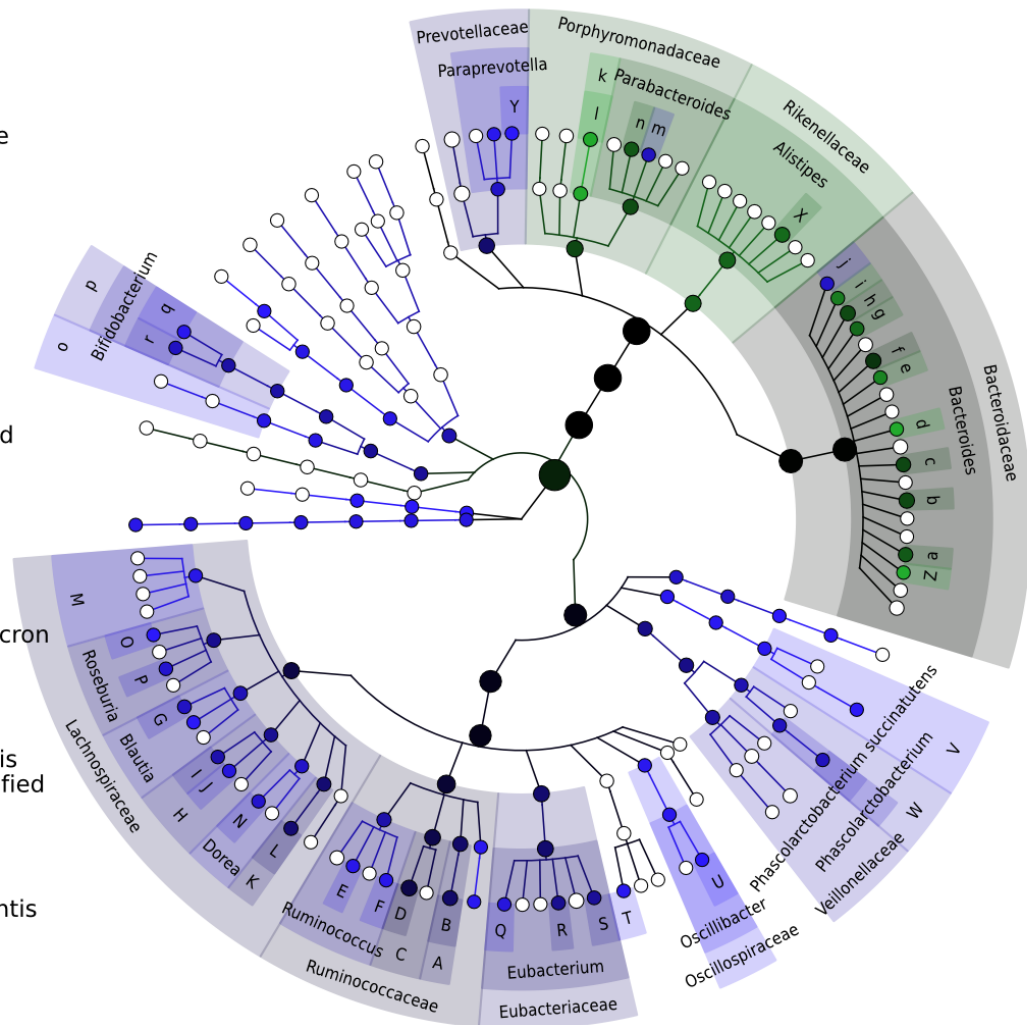 e
d
cron
is
fied
ntis
Prevotellaceae
Paraprevotella
Y
Porphyromonadaceae
k
l
Parabacteroides
n
m
Rikenellaceae
Alistipes
X
j
i
h
g
f
e
d
c
b
a
Z
Bacteroides
Bacteroidaceae
p
o
Bifidobacterium
q
r
M
O
P
Roseburia
G
Blautia
I
J
H
N
Dorea
L
K
Lachnospiraceae
E
F
Ruminococcus
D
C
B
A
Ruminococcaceae
Q
R
S
Eubacterium
Eubacteriaceae
T
U
Oscillibacter
Oscillospiraceae
Phascolarctobacterium succinatutens
Phascolarctobacterium
Veillonellaceae
W
V